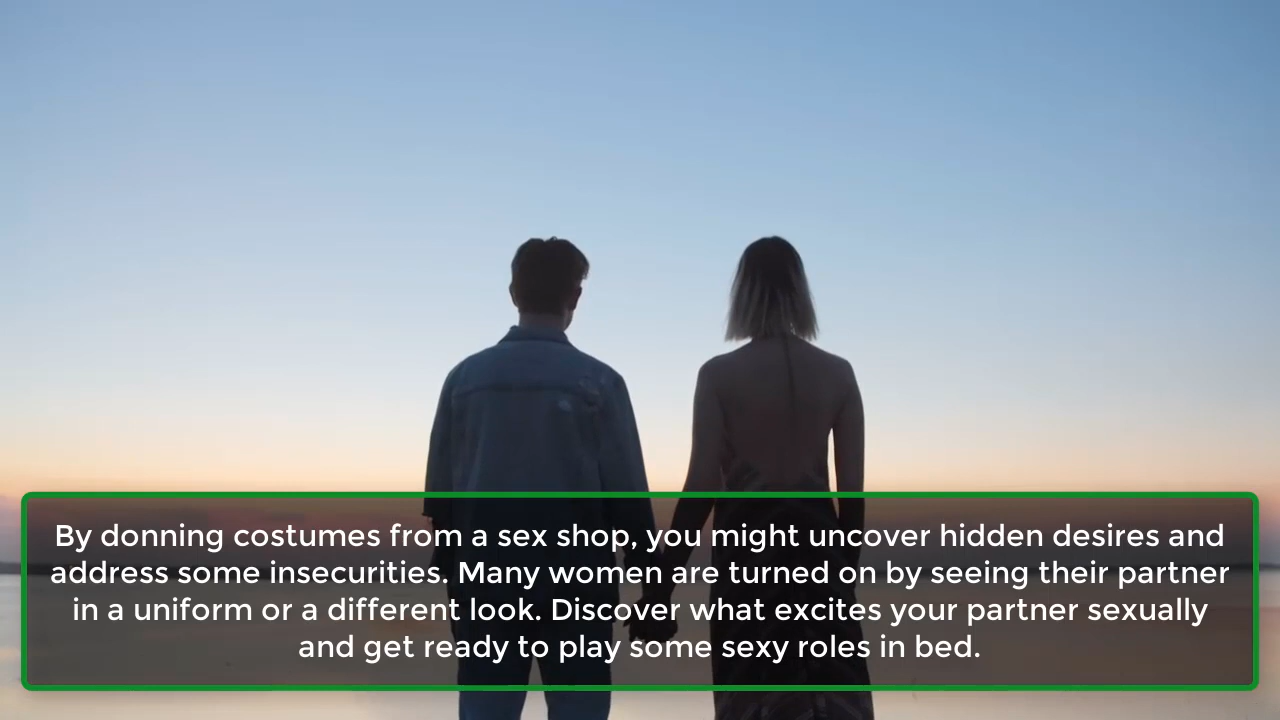 By donning costumes from a sex shop, you might uncover hidden desires and
address some insecurities. Many women are turned on by seeing their partner
in a uniform or a different look. Discover what excites your partner sexually
and get ready to play some sexy roles in bed.